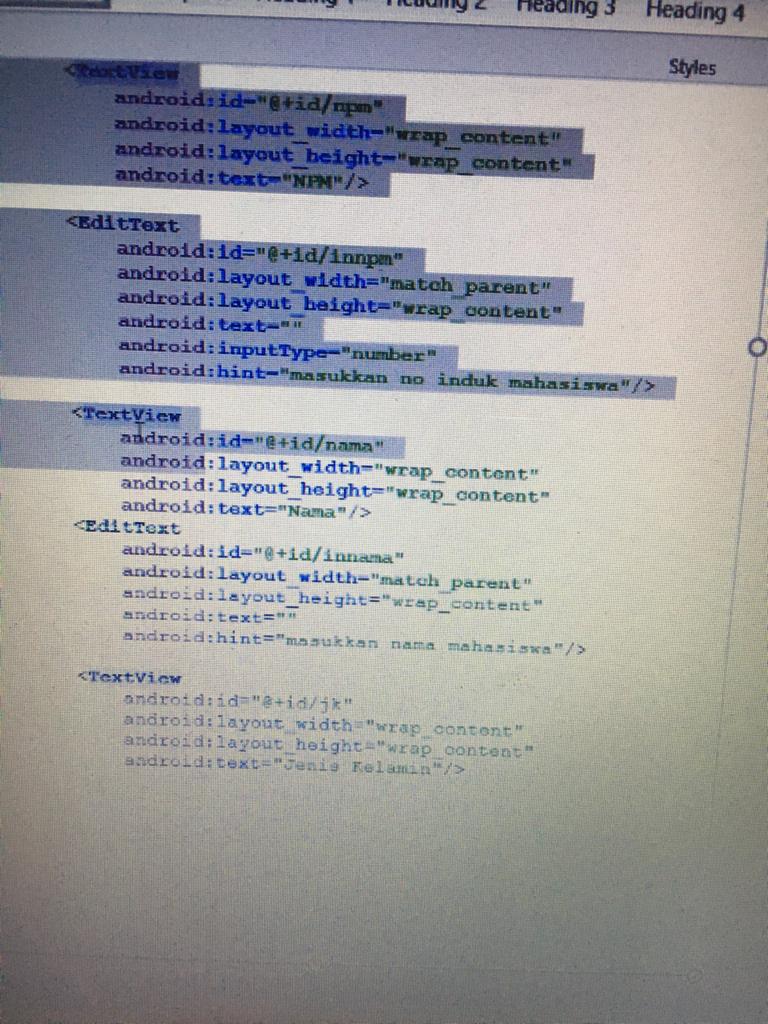 Heading 2 Heading 3 Heading 4
Styles
<TextView
android:id="@+id/npm"
android:layout_width="wrap_content"
android:layout_height="wrap_content"
android:text="NPM"/>
<EditText
android:id="@+id/innpm"
android:layout_width="match_parent"
android:layout_height="wrap_content"
android:text=""
android:inputType="number"
android:hint="masukkan no induk mahasiswa"/>
<TextView
android:id="@+id/nama"
android:layout_width="wrap_content"
android:layout_height="wrap_content"
android:text="Nama"/>
<EditText
android:id="@+id/innama"
android:layout_width="match_parent"
android:layout_height="wrap_content"
android:text=""
android:hint="masukkan nama mahasiswa"/>
<TextView
android:id="@+id/jk"
android:layout_width="wrap_content"
android:layout_height="wrap_content"
android:text="Jenis Kelamin"/>